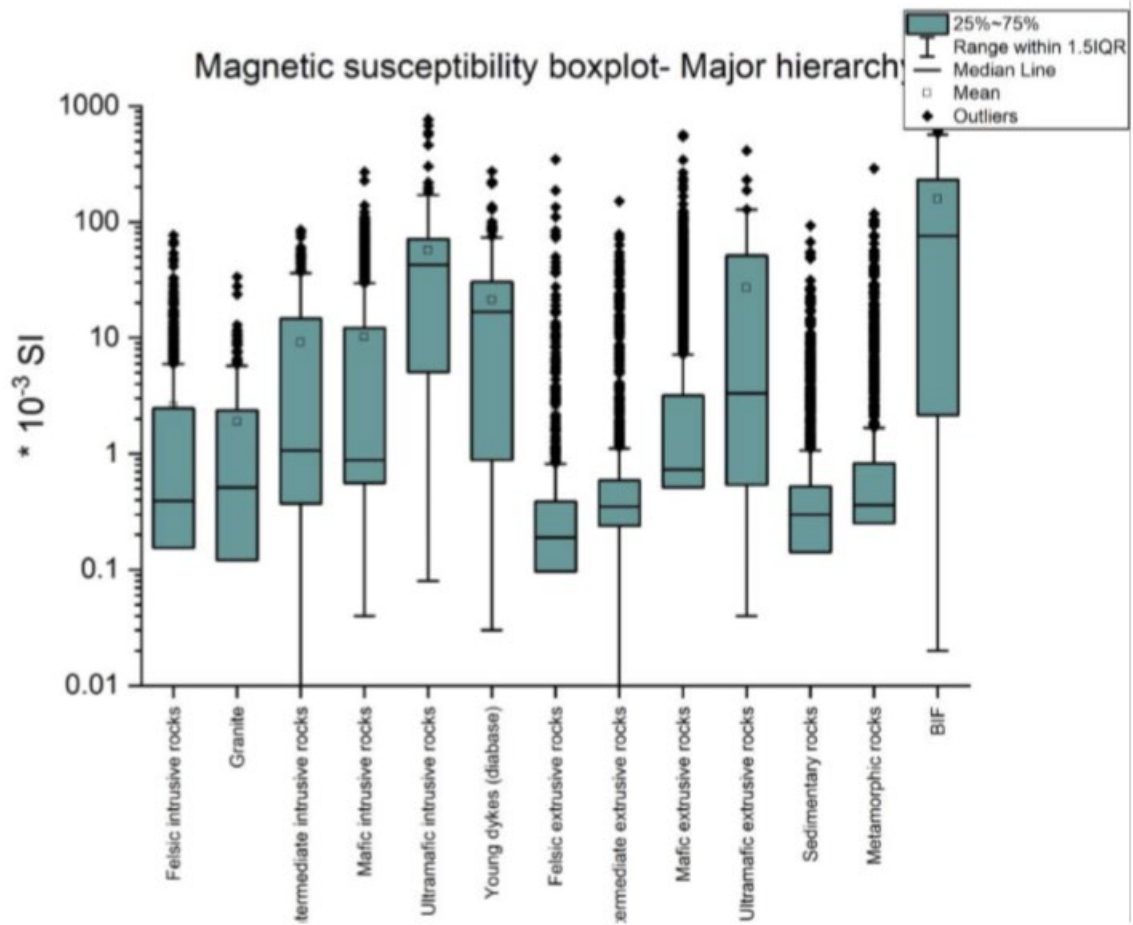 25%~75%
Range within 1.5IQR
Median Line
Mean
Outliers
Magnetic susceptibility boxplot- Major hierarchy
1000
100
10
1
0.1
0.01
* 10⁻³ SI
Felsic intrusive rocks
Granite
ntermediate intrusive rocks
Mafic intrusive rocks
Ultramafic intrusive rocks
Young dykes (diabase)
Felsic extrusive rocks
ermediate extrusive rocks
Mafic extrusive rocks
Ultramafic extrusive rocks
Sedimentary rocks
Metamorphic rocks
BIF